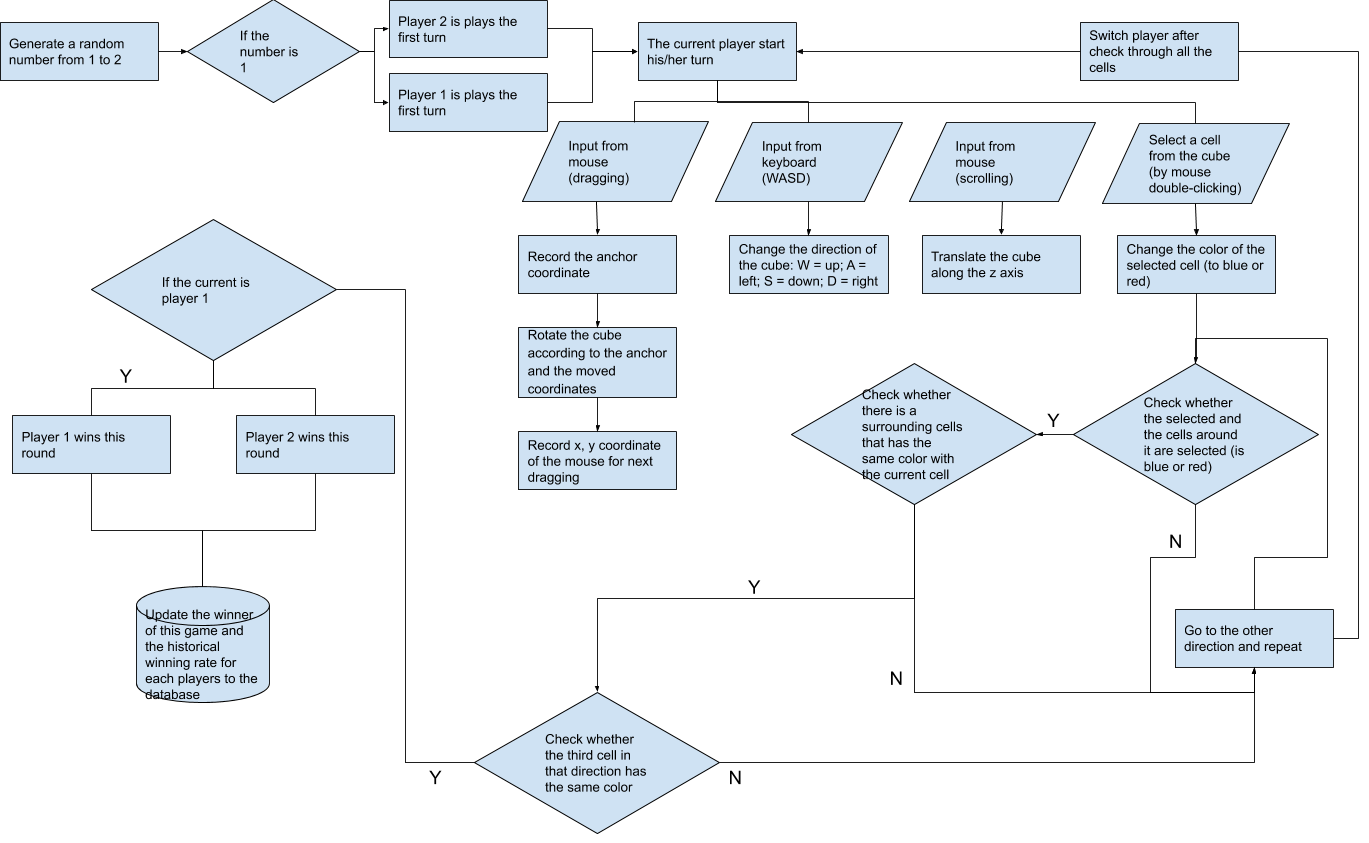 Generate a random
number from 1 to 2
If the
number is
1
Player 2 is plays the
first turn
Player 1 is plays the
first turn
The current player start
his/her turn
Switch player after
check through all the
cells
Input from
mouse
(dragging)
Input from
keyboard
(WASD)
Input from
mouse
(scrolling)
Select a cell
from the cube
(by mouse
double-clicking)
Record the anchor
coordinate
Change the direction of
the cube: W = up; A =
left; S = down; D = right
Translate the cube
along the z axis
Change the color of the
selected cell (to blue or
red)
Rotate the cube
according to the anchor
and the moved
coordinates
Record x, y coordinate
of the mouse for next
dragging
If the current is
player 1
Y
Player 1 wins this
round
Player 2 wins this
round
Update the winner
of this game and
the historical
winning rate for
each players to the
database
Check whether
there is a
surrounding cells
that has the
same color with
the current cell
Y
Check whether
the selected and
the cells around
it are selected (is
blue or red)
N
Y
N
Go to the other
direction and repeat
Check whether
the third cell in
that direction has
the same color
Y
N